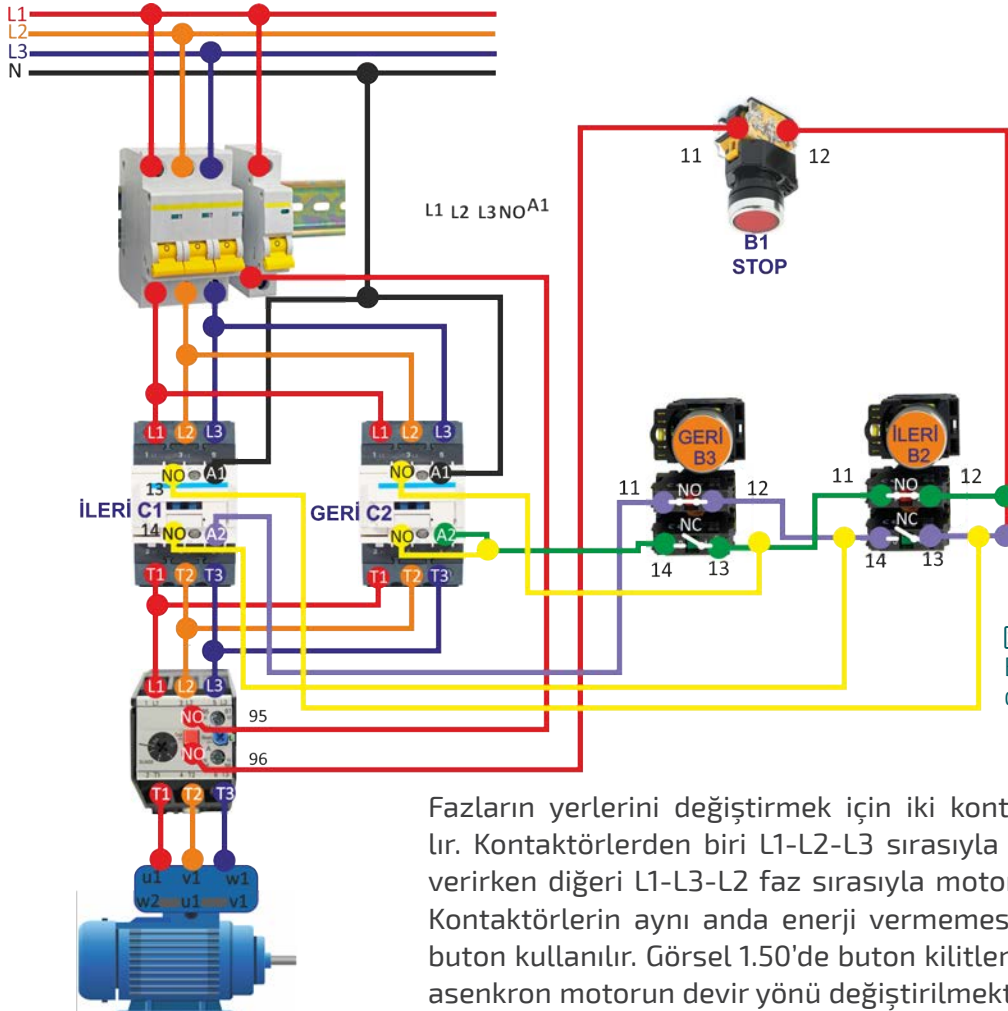 L1
L2
L3
N
11
12
L1 L2 L3 NO A1
B1
STOP
L1 L2 L3
L1 L2 L3
GERİ
B3
İLERİ
B2
NO A1
NO A1
13
11 NO 12
11 NO 12
İLERİ C1
GERİ C2
14 NO A2
NO A2
NC
NC
14 13
14 13
T1 T2 T3
T1 T2 T3
L1 L2 L3
NO 95
NO 96
T1 T2 T3
u1 v1 w1
w2 u1 v1
Fazların yerlerini değiştirmek için iki kont
lır. Kontaktörlerden biri L1-L2-L3 sırasıyla
verirken diğeri L1-L3-L2 faz sırasıyla motor
Kontaktörlerin aynı anda enerji vermemes
buton kullanılır. Görsel 1.50’de buton kilitler
asenkron motorun devir yönü değiştirilmekt